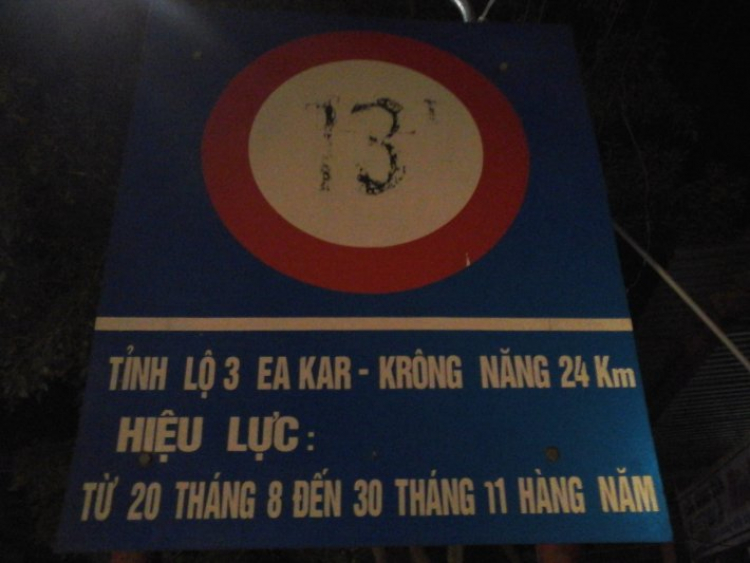 13T
TỈNH LỘ 3 EA KAR - KRÔNG NĂNG 24 Km
HIỆU LỰC :
TỪ 20 THÁNG 8 ĐẾN 30 THÁNG 11 HÀNG NĂM